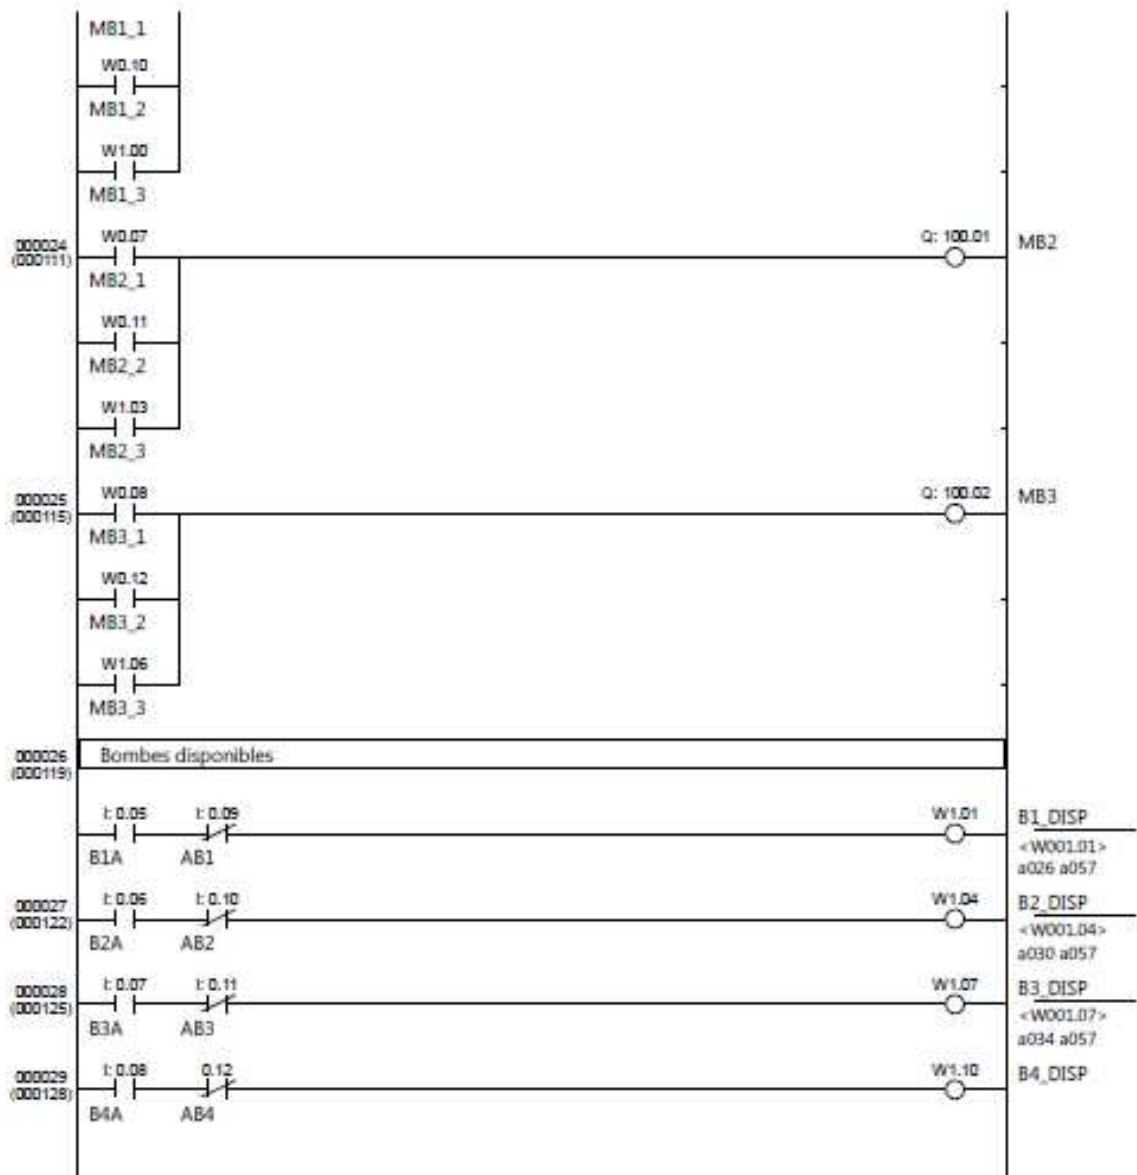 MB1_1
W0.10
MB1_2
W1.00
MB1_3
000024
(000111)
W0.07
Q: 100.01
MB2
MB2_1
W0.11
MB2_2
W1.03
MB2_3
000025
(000115)
W0.08
Q: 100.02
MB3
MB3_1
W0.12
MB3_2
W1.06
MB3_3
000026
(000119)
Bombes disponibles
I: 0.05
I: 0.09
W1.01
B1_DISP
B1A
AB1
<W001.01>
a026 a057
000027
(000122)
I: 0.06
I: 0.10
W1.04
B2_DISP
B2A
AB2
<W001.04>
a030 a057
000028
(000125)
I: 0.07
I: 0.11
W1.07
B3_DISP
B3A
AB3
<W001.07>
a034 a057
000029
(000128)
I: 0.08
0.12
W1.10
B4_DISP
B4A
AB4